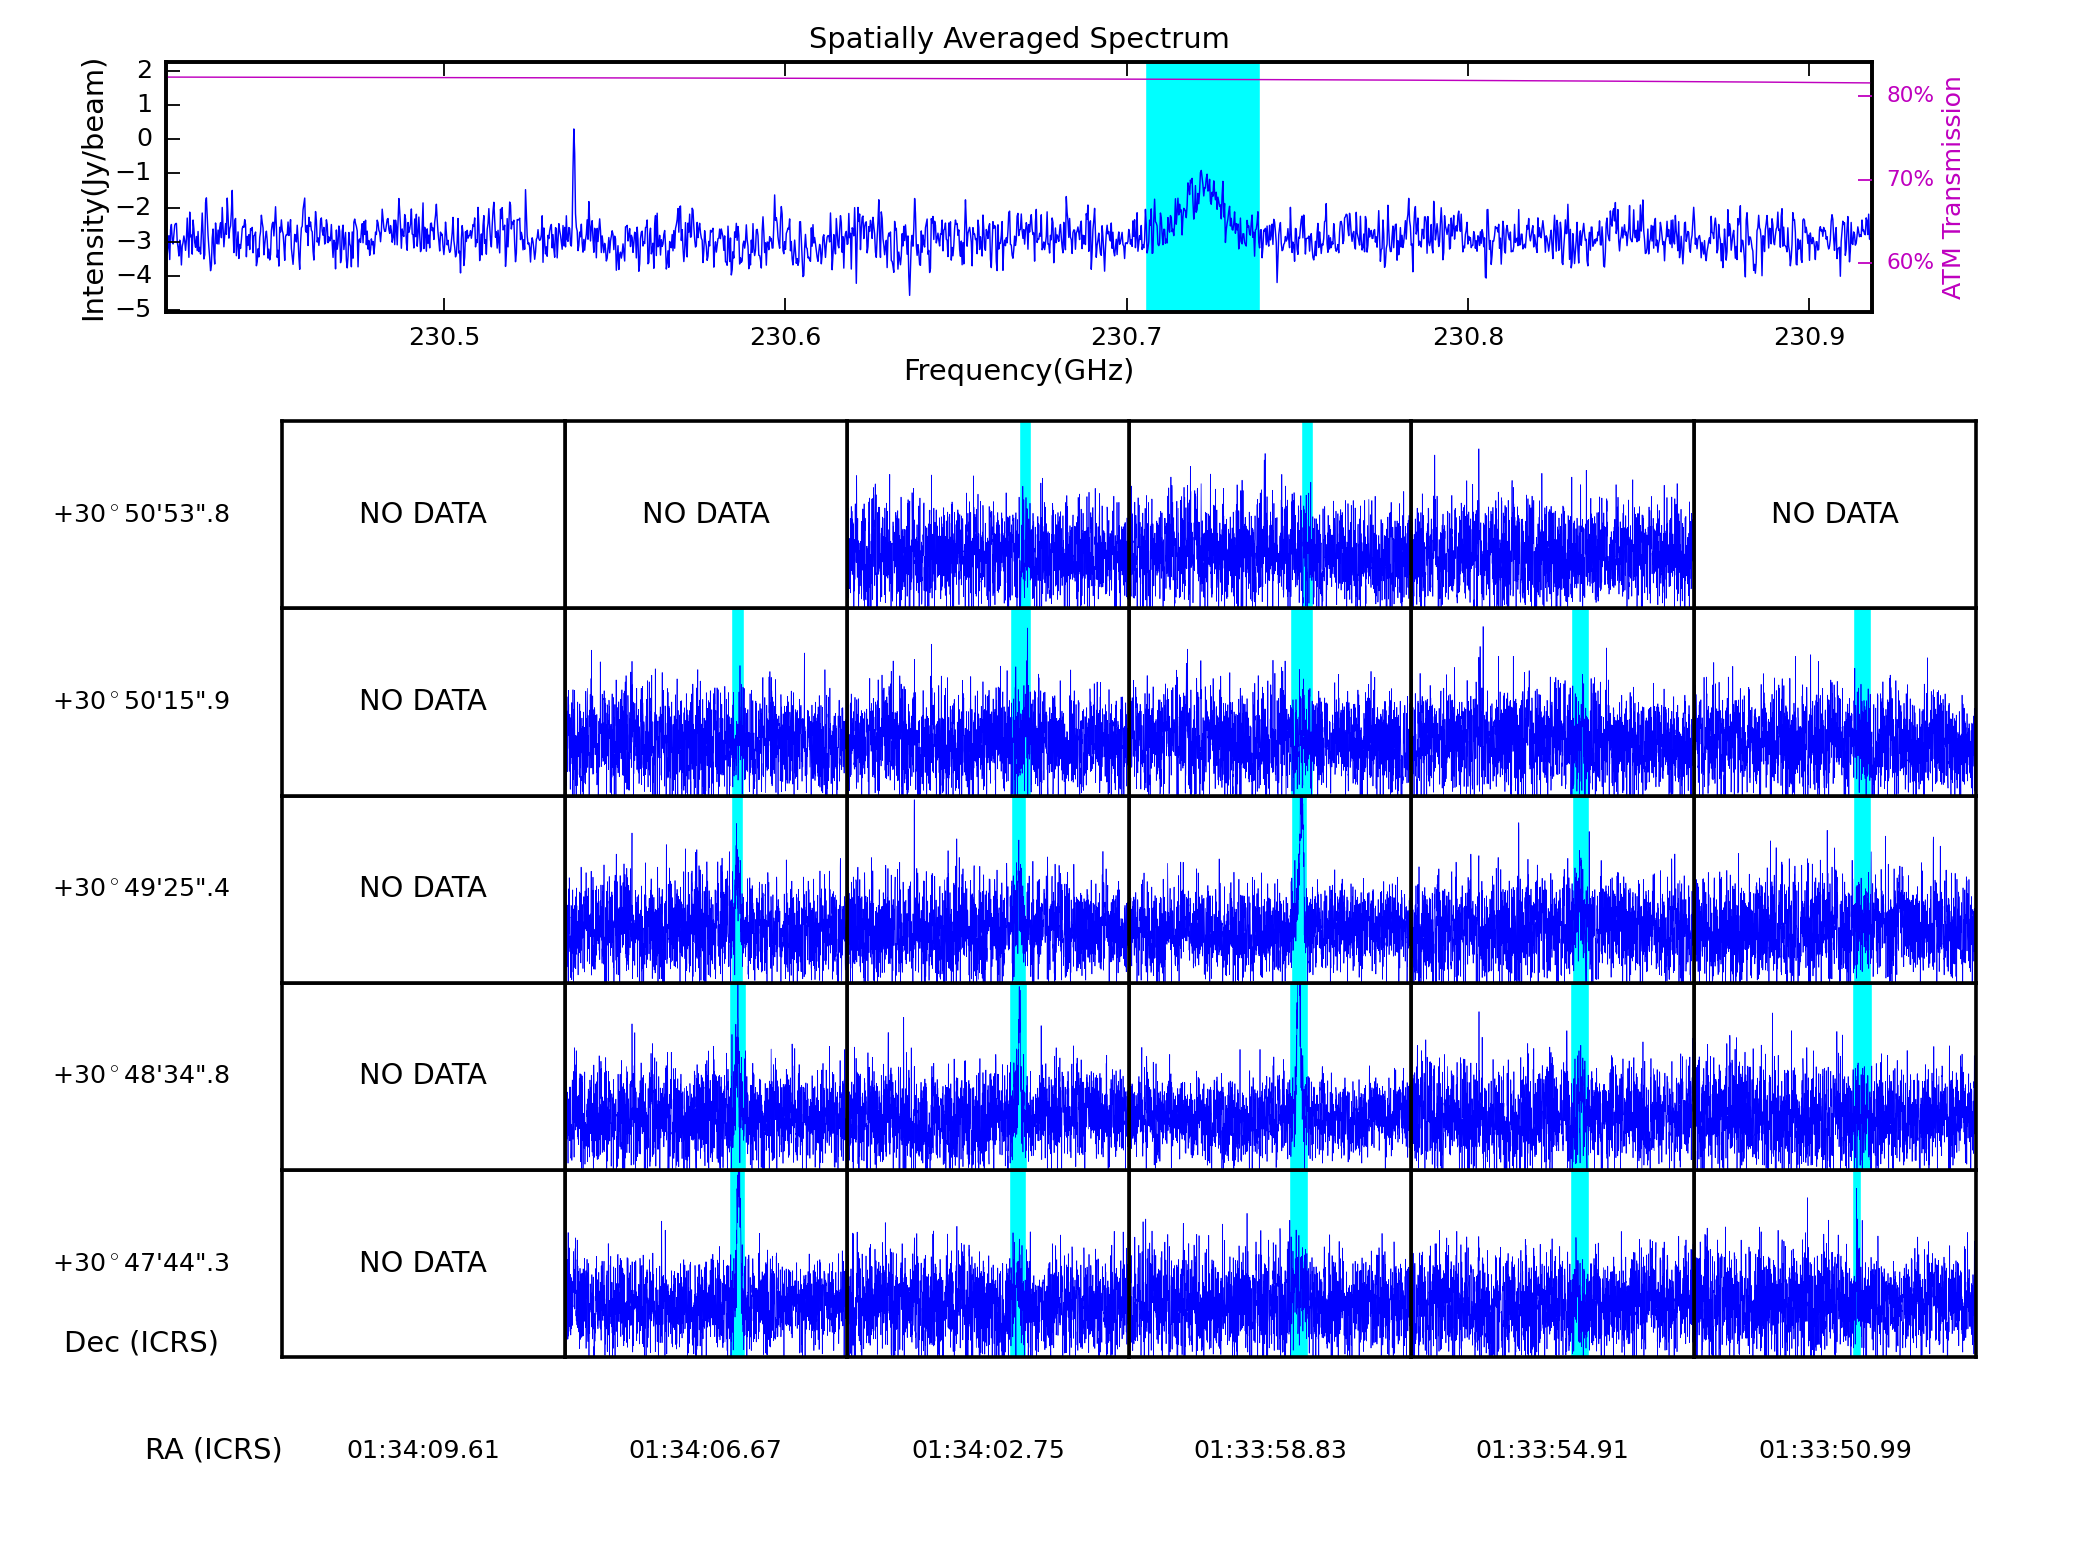 Spatially Averaged Spectrum
Intensity(Jy/beam)
2
1
0
−1
−2
−3
−4
−5
80%
70%
60%
ATM Transmission
230.5 230.6 230.7 230.8 230.9
Frequency(GHz)
+30°50'53".8 NO DATA NO DATA NO DATA
+30°50'15".9 NO DATA
+30°49'25".4 NO DATA
+30°48'34".8 NO DATA
+30°47'44".3 NO DATA
Dec (ICRS)
RA (ICRS) 01:34:09.61 01:34:06.67 01:34:02.75 01:33:58.83 01:33:54.91 01:33:50.99